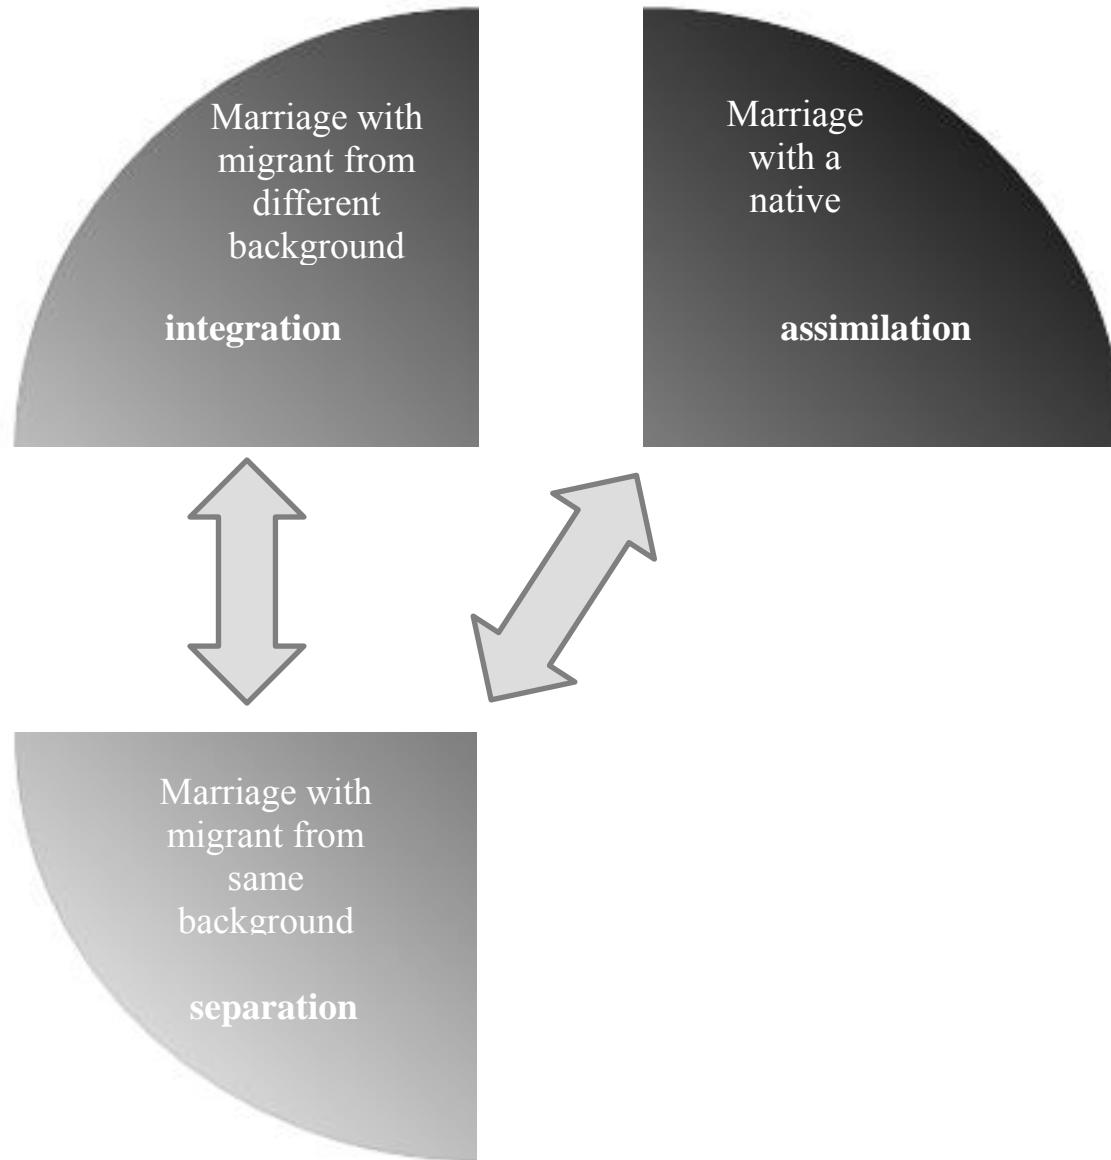 Marriage with
migrant from
different
background
integration
Marriage
with a
native
assimilation
Marriage with
migrant from
same
background
separation